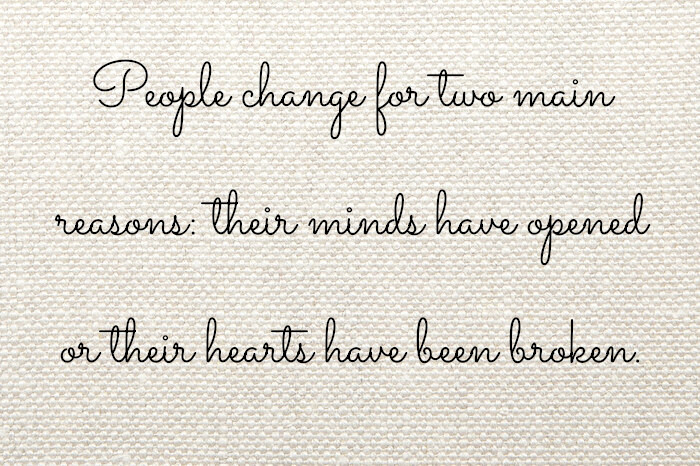 People change for two main
reasons: their minds have opened
or their hearts have been broken.